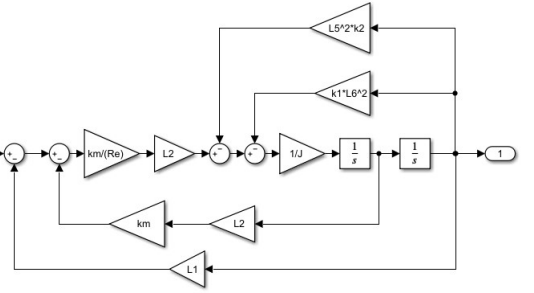 L5^2*k2
k1*L6^2
+ −
+ −
km/(Re)
L2
+ −
+ −
1/J
1
s
1
s
1
km
L2
L1